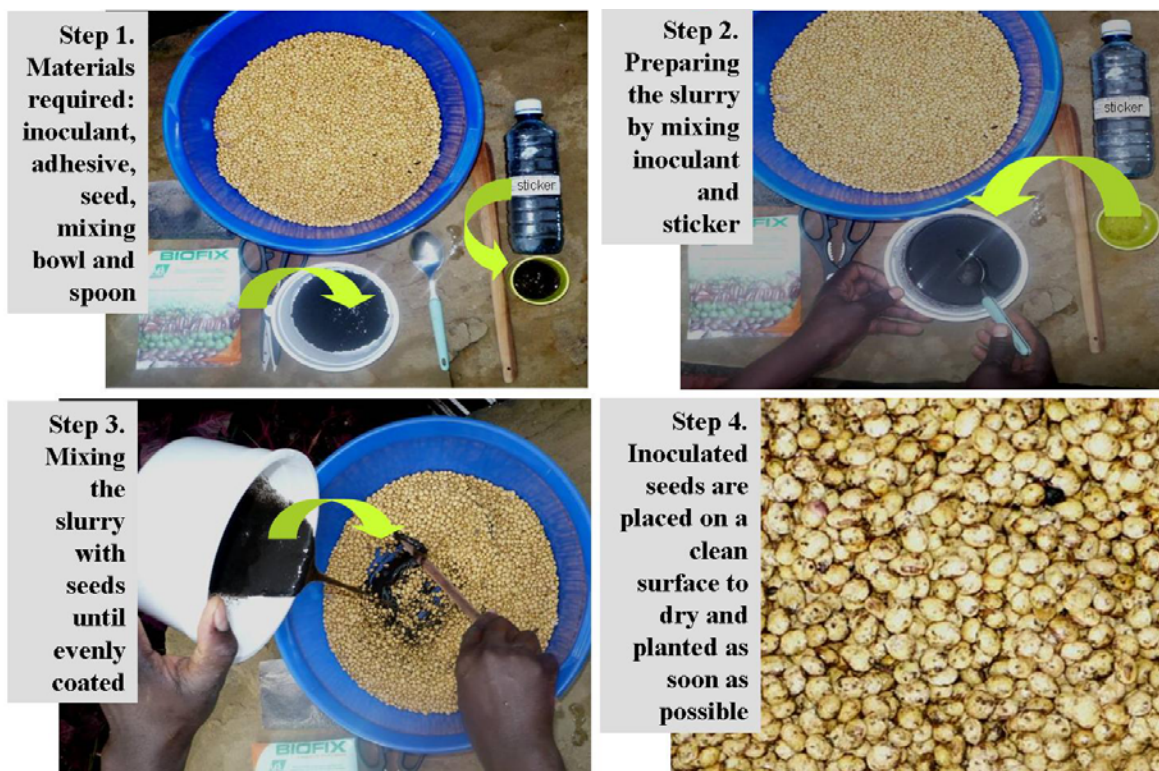 Step 1.
Materials
required:
inoculant,
adhesive,
seed,
mixing
bowl and
spoon
sticker
BIOFIX
Step 2.
Preparing
the slurry
by mixing
inoculant
and
sticker
sticker
BIOFIX
Step 3.
Mixing
the
slurry
with
seeds
until
evenly
coated
BIOFIX
Step 4.
Inoculated
seeds are
placed on a
clean
surface to
dry and
planted as
soon as
possible